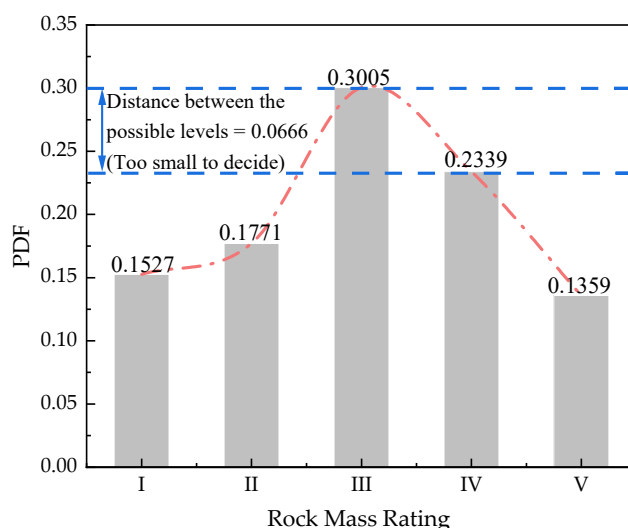 0.35
0.30
0.25
0.20
0.15
0.10
0.05
0.00
PDF
Distance between the
possible levels = 0.0666
(Too small to decide)
0.1527
0.1771
0.3005
0.2339
0.1359
I II III IV V
Rock Mass Rating